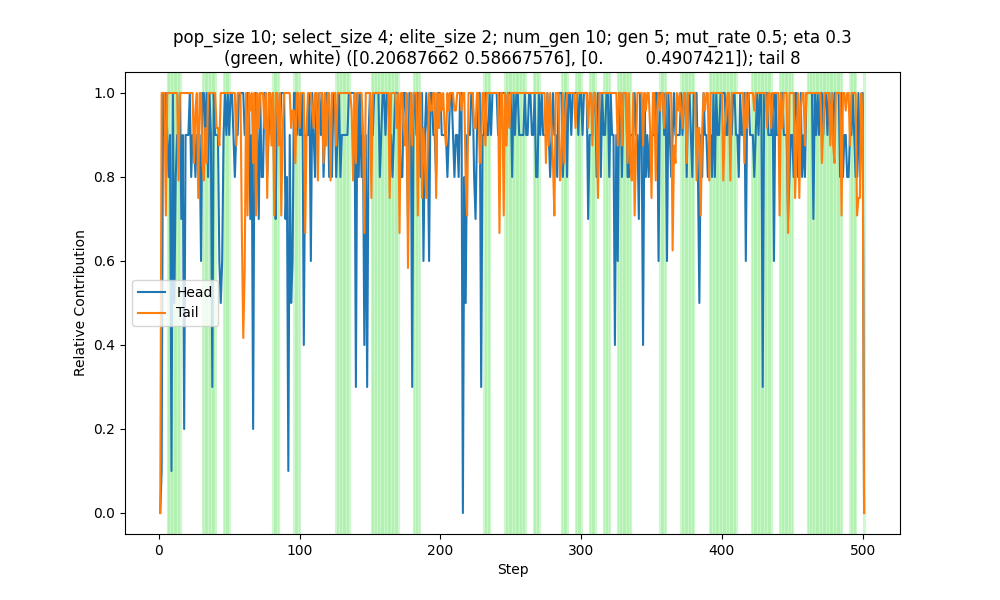 pop_size 10; select_size 4; elite_size 2; num_gen 10; gen 5; mut_rate 0.5; eta 0.3
(green, white) ([0.20687662 0.58667576], [0.         0.4907421]); tail 8
1.0
0.8
0.6
0.4
0.2
0.0
Relative Contribution
Head
Tail
0
100
200
300
400
500
Step